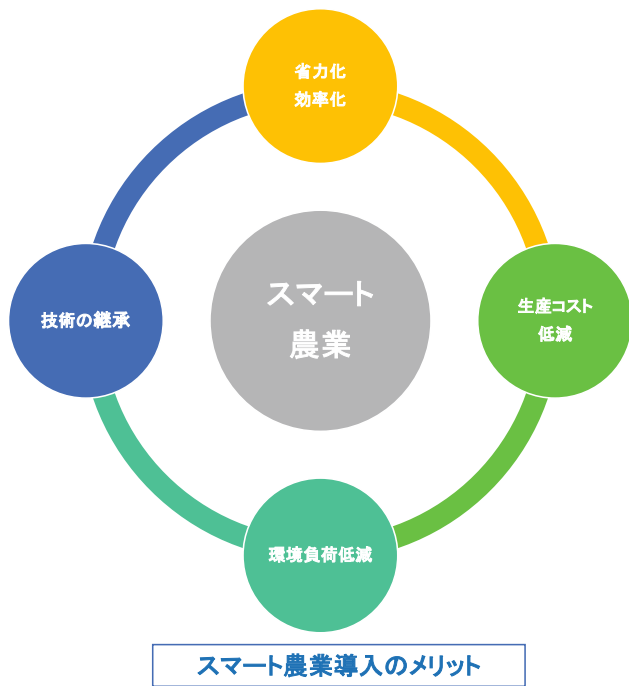 省力化
効率化
技術の継承
スマート
農業
生産コスト
低減
環境負荷低減
スマート農業導入のメリット